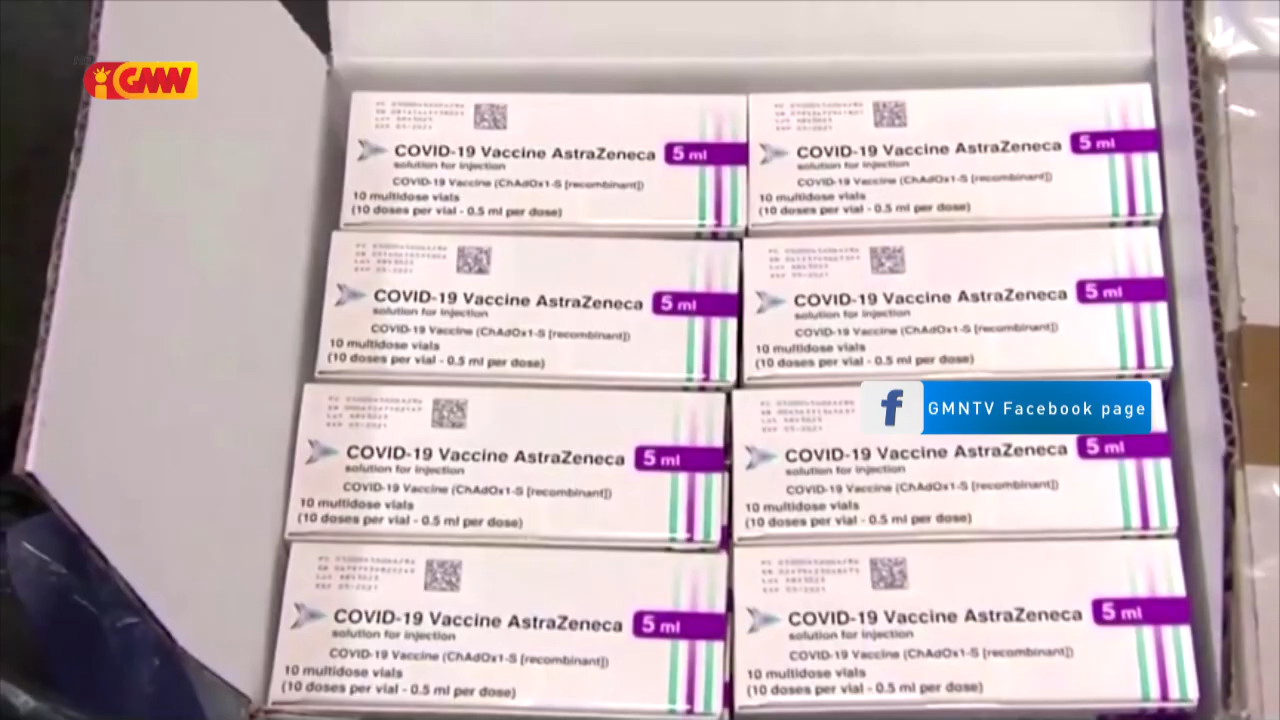 GMW
COVID-19 Vaccine AstraZeneca 5 ml
solution for injection
COVID-19 Vaccine (ChAdOx1-S [recombinant])
10 multidose vials
(10 doses per vial - 0.5 ml per dose)
COVID-19 Vaccine AstraZeneca 5 ml
solution for injection
COVID-19 Vaccine (ChAdOx1-S [recombinant])
10 multidose vials
(10 doses per vial - 0.5 ml per dose)
COVID-19 Vaccine AstraZeneca 5 ml
solution for injection
COVID-19 Vaccine (ChAdOx1-S [recombinant])
10 multidose vials
(10 doses per vial - 0.5 ml per dose)
COVID-19 Vaccine AstraZeneca 5 ml
solution for injection
COVID-19 Vaccine (ChAdOx1-S [recombinant])
10 multidose vials
(10 doses per vial - 0.5 ml per dose)
GMNTV Facebook page
COVID-19 Vaccine AstraZeneca 5 ml
solution for injection
COVID-19 Vaccine (ChAdOx1-S [recombinant])
10 multidose vials
(10 doses per vial - 0.5 ml per dose)
COVID-19 Vaccine AstraZeneca 5 ml
solution for injection
COVID-19 Vaccine (ChAdOx1-S [recombinant])
10 multidose vials
(10 doses per vial - 0.5 ml per dose)
COVID-19 Vaccine AstraZeneca 5 ml
solution for injection
COVID-19 Vaccine (ChAdOx1-S [recombinant])
10 multidose vials
(10 doses per vial - 0.5 ml per dose)
COVID-19 Vaccine AstraZeneca 5 ml
solution for injection
COVID-19 Vaccine (ChAdOx1-S [recombinant])
10 multidose vials
(10 doses per vial - 0.5 ml per dose)